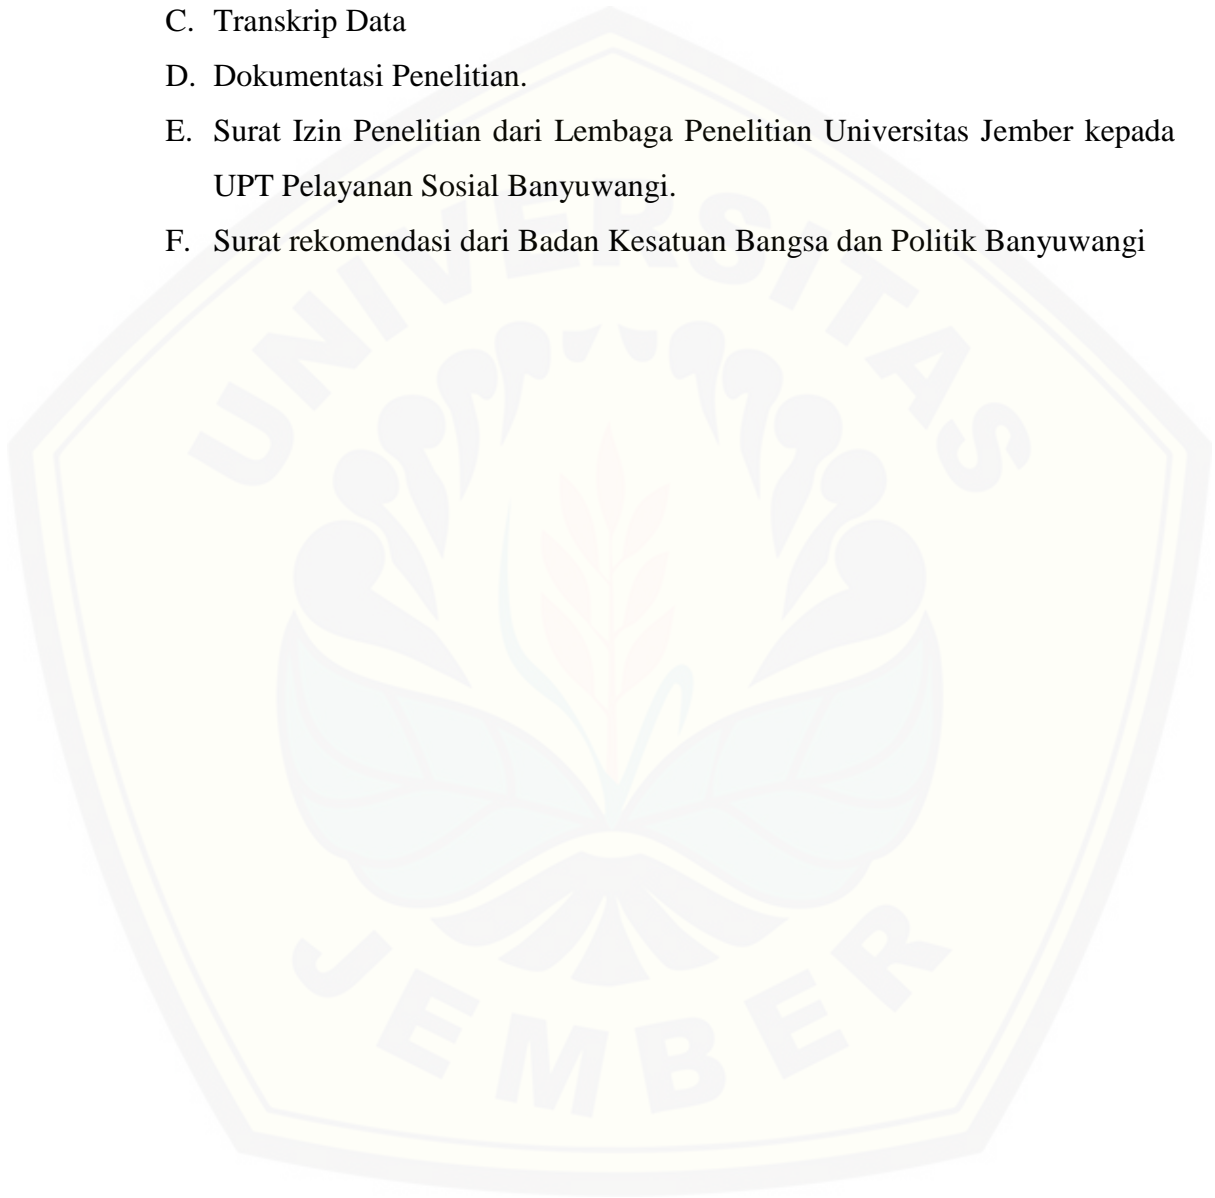 C. Transkrip Data
D. Dokumentasi Penelitian.
E. Surat Izin Penelitian dari Lembaga Penelitian Universitas Jember kepada
UPT Pelayanan Sosial Banyuwangi.
F. Surat rekomendasi dari Badan Kesatuan Bangsa dan Politik Banyuwangi
UNIVERSITAS
JEMBER